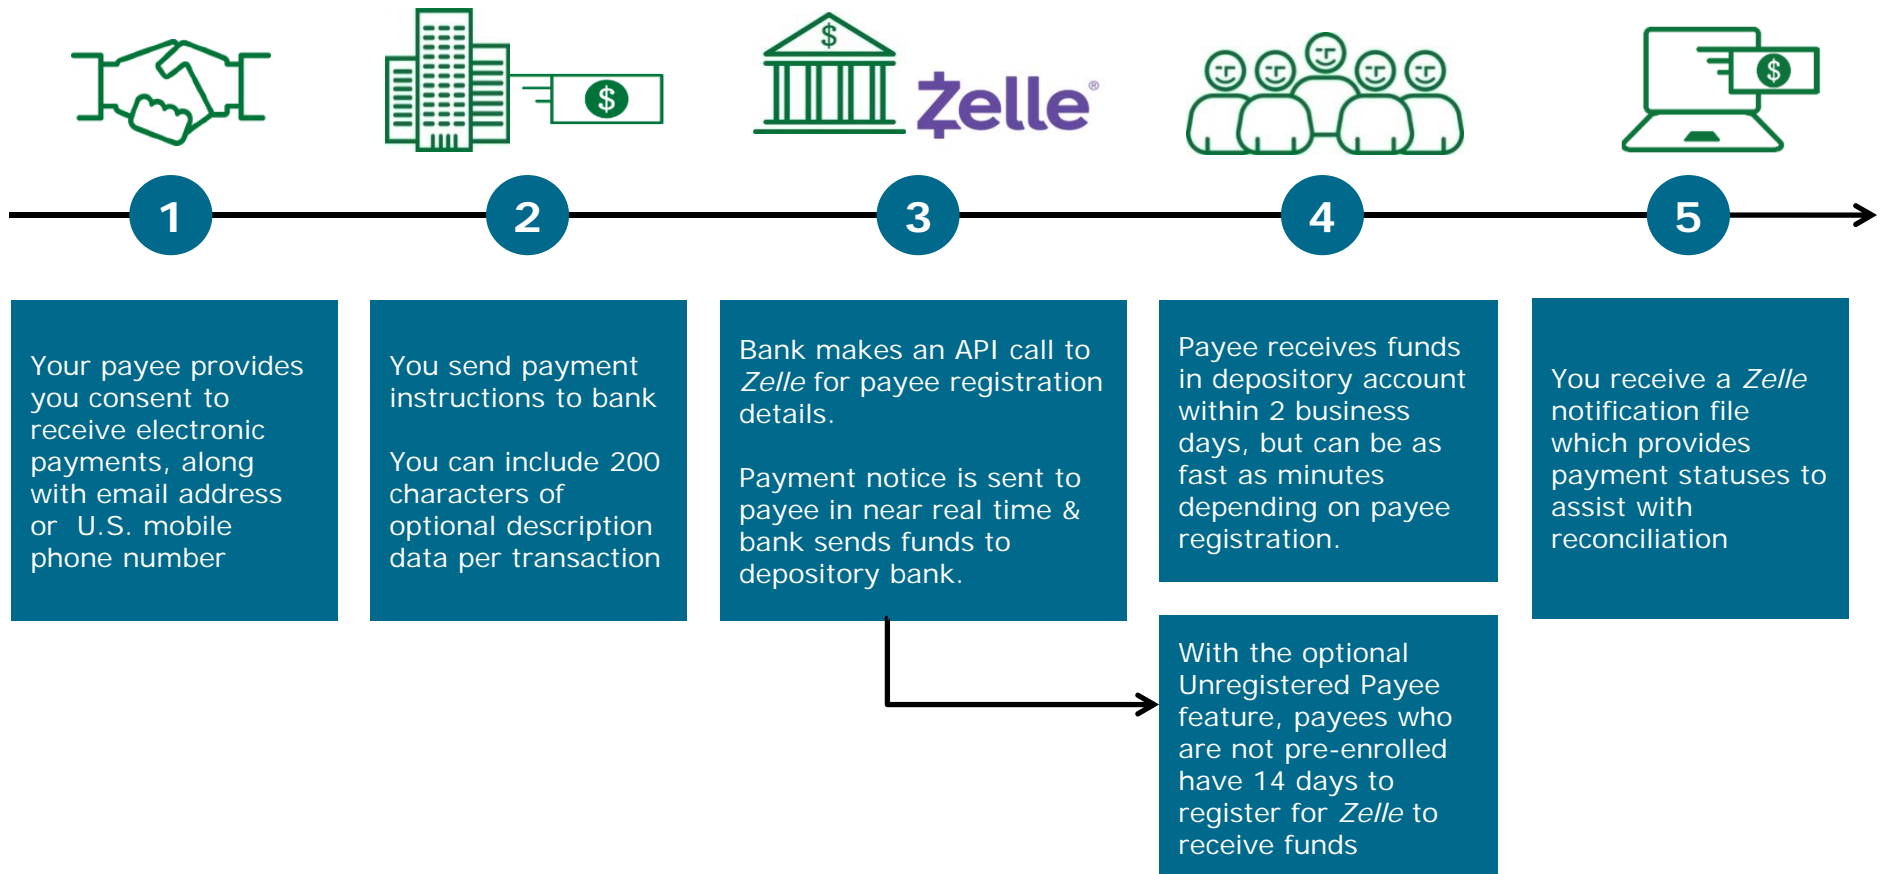 $
$
Zelle®
$
1
2
3
4
5
Your payee provides
you consent to
receive electronic
payments, along
with email address
or  U.S. mobile
phone number
You send payment
instructions to bank
You can include 200
characters of
optional description
data per transaction
Bank makes an API call to
Zelle for payee registration
details.
Payment notice is sent to
payee in near real time &
bank sends funds to
depository bank.
Payee receives funds
in depository account
within 2 business
days, but can be as
fast as minutes
depending on payee
registration.
With the optional
Unregistered Payee
feature, payees who
are not pre-enrolled
have 14 days to
register for Zelle to
receive funds
You receive a Zelle
notification file
which provides
payment statuses to
assist with
reconciliation